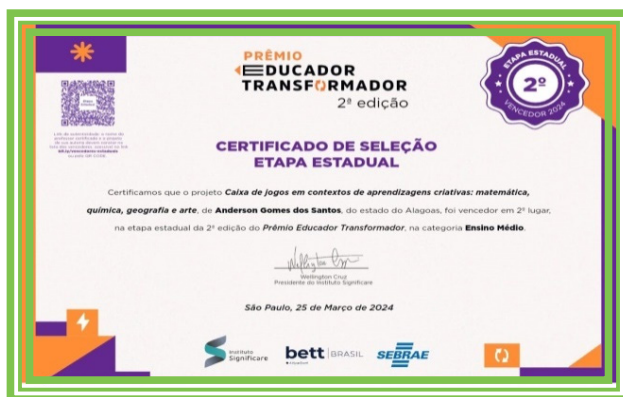 PRÊMIO
EDUCADOR
TRANSFORMADOR
2ª edição
ETAPA ESTADUAL
2º
VENCEDOR 2024
CERTIFICADO DE SELEÇÃO
ETAPA ESTADUAL
Certificamos que o projeto Caixa de jogos em contextos de aprendizagens criativas: matemática,
química, geografia e arte, de Anderson Gomes dos Santos, do estado do Alagoas, foi vencedor em 2º lugar,
na etapa estadual da 2ª edição do Prêmio Educador Transformador, na categoria Ensino Médio.
Wellington Cruz
Presidente do Instituto Significare
São Paulo, 25 de Março de 2024
Instituto
Significare
bett BRASIL
SEBRAE